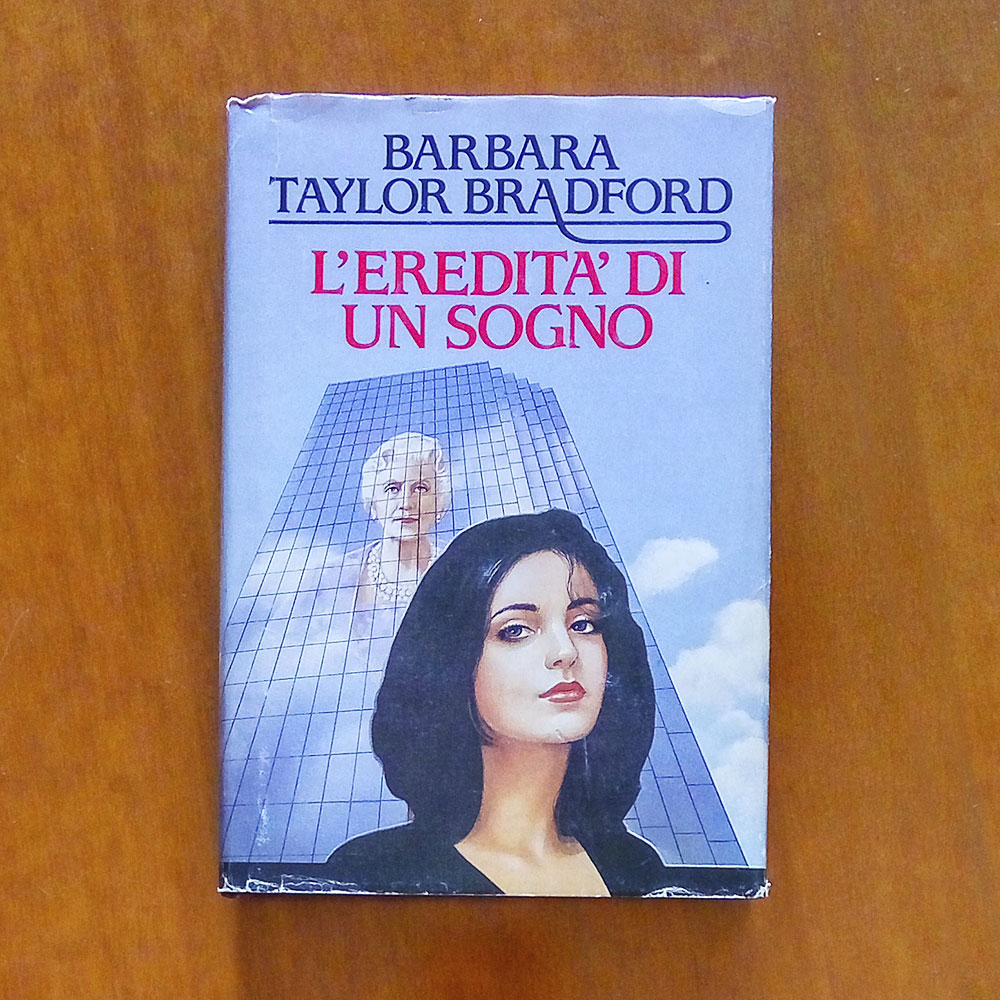 BARBARA
TAYLOR BRADFORD
L'EREDITA' DI
UN SOGNO